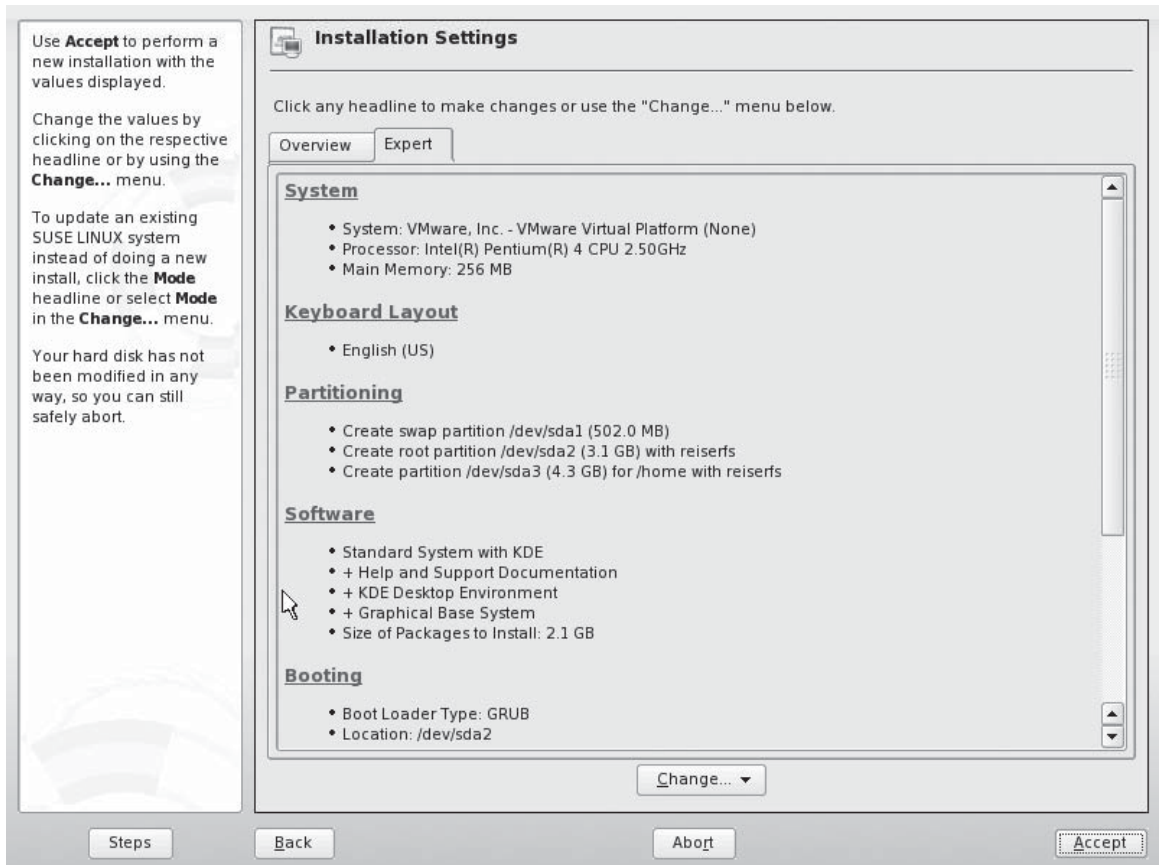 Use Accept to perform a
new installation with the
values displayed.
Change the values by
clicking on the respective
headline or by using the
Change... menu.
To update an existing
SUSE LINUX system
instead of doing a new
install, click the Mode
headline or select Mode
in the Change... menu.
Your hard disk has not
been modified in any
way, so you can still
safely abort.
Installation Settings
Click any headline to make changes or use the "Change..." menu below.
Overview
Expert
System
• System: VMware, Inc. - VMware Virtual Platform (None)
• Processor: Intel(R) Pentium(R) 4 CPU 2.50GHz
• Main Memory: 256 MB
Keyboard Layout
• English (US)
Partitioning
• Create swap partition /dev/sda1 (502.0 MB)
• Create root partition /dev/sda2 (3.1 GB) with reiserfs
• Create partition /dev/sda3 (4.3 GB) for /home with reiserfs
Software
• Standard System with KDE
• + Help and Support Documentation
• + KDE Desktop Environment
• + Graphical Base System
• Size of Packages to Install: 2.1 GB
Booting
• Boot Loader Type: GRUB
• Location: /dev/sda2
Change...
Steps
Back
Abort
Accept